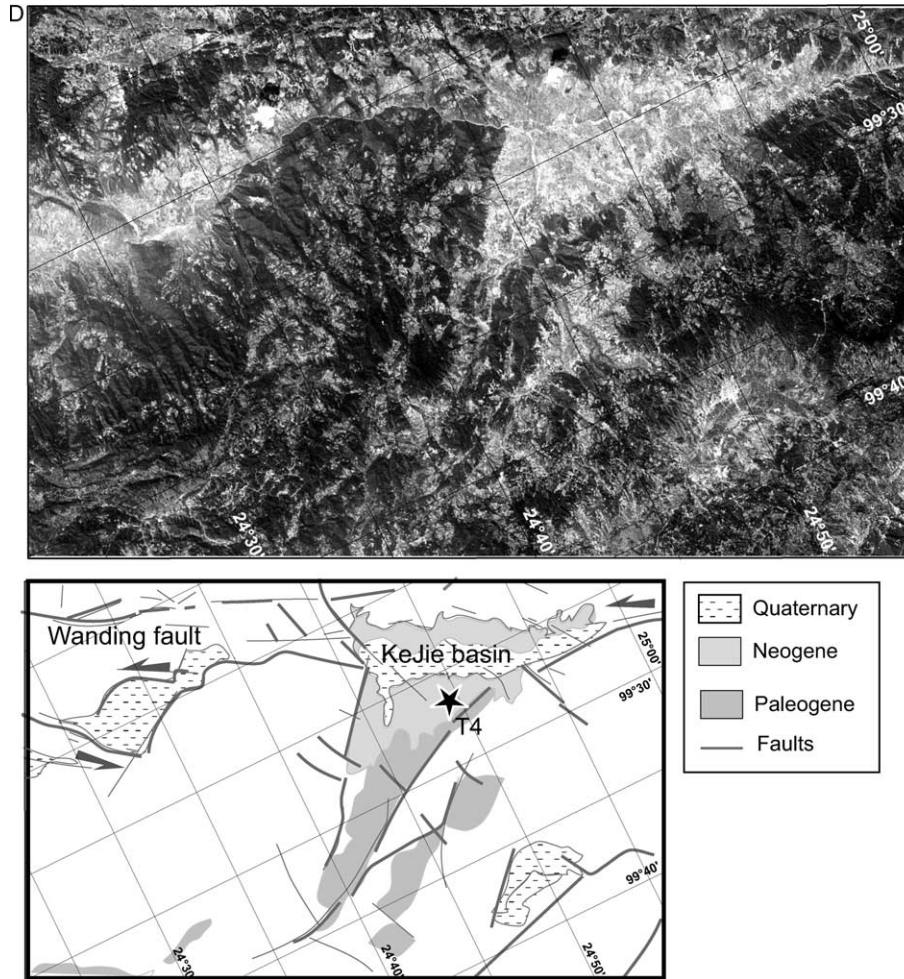 D
25°00'
99°30'
99°40'
24°30'
24°40'
24°50'
Wanding fault
KeJie basin
T4
25°00'
99°30'
99°40'
24°30'
24°40'
24°50'
Quaternary
Neogene
Paleogene
Faults